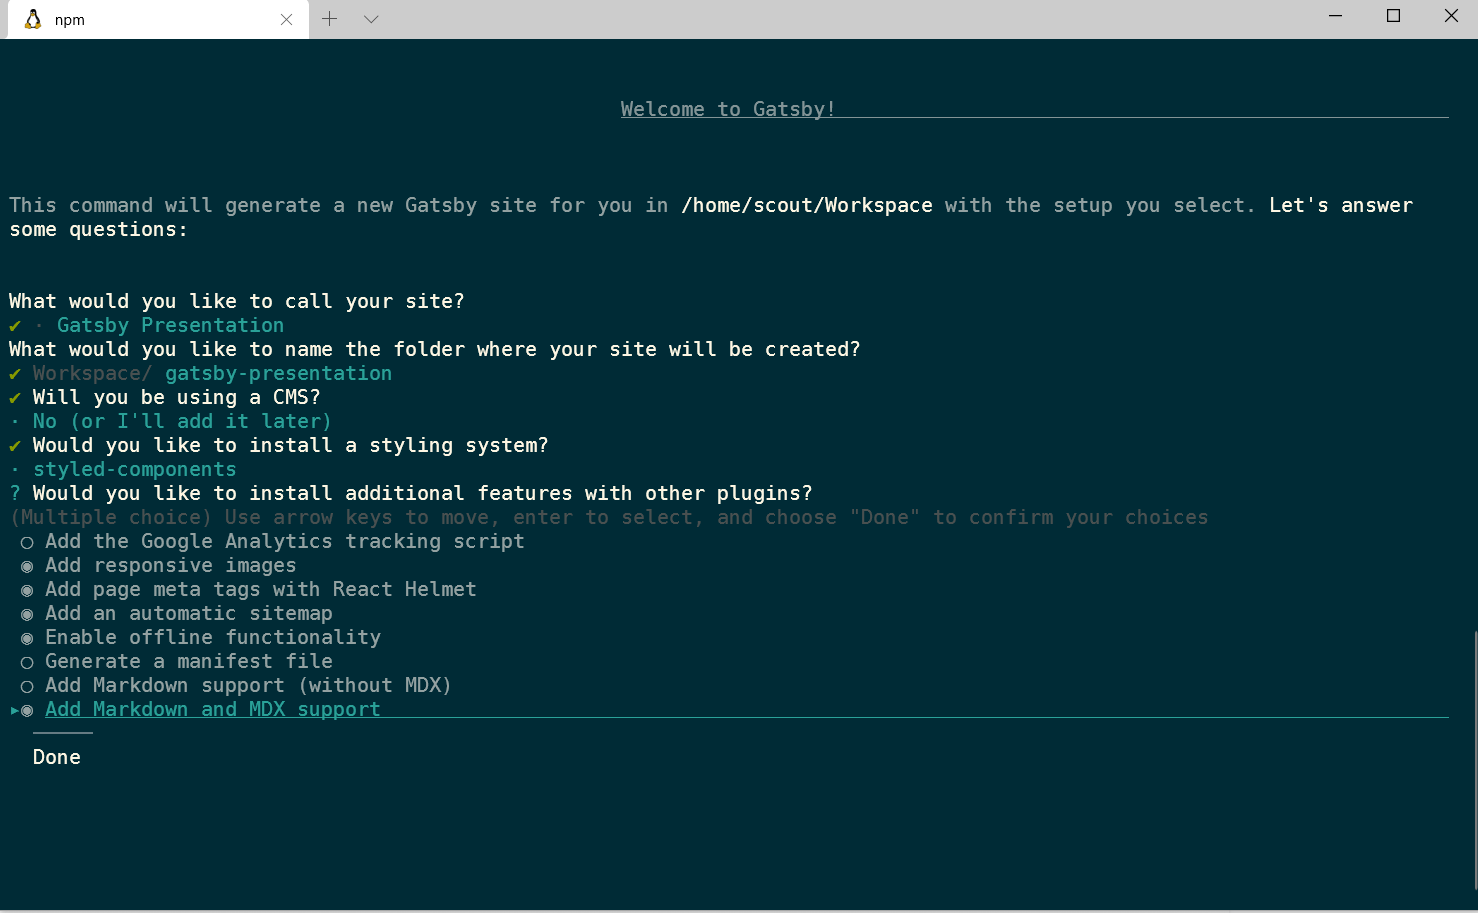 npm
Welcome to Gatsby!
This command will generate a new Gatsby site for you in /home/scout/Workspace with the setup you select. Let's answer
some questions:
What would you like to call your site?
✔ · Gatsby Presentation
What would you like to name the folder where your site will be created?
✔ Workspace/ gatsby-presentation
✔ Will you be using a CMS?
· No (or I'll add it later)
✔ Would you like to install a styling system?
· styled-components
? Would you like to install additional features with other plugins?
(Multiple choice) Use arrow keys to move, enter to select, and choose "Done" to confirm your choices
○ Add the Google Analytics tracking script
◉ Add responsive images
◉ Add page meta tags with React Helmet
◉ Add an automatic sitemap
◉ Enable offline functionality
○ Generate a manifest file
○ Add Markdown support (without MDX)
▸◉ Add Markdown and MDX support
─────
Done